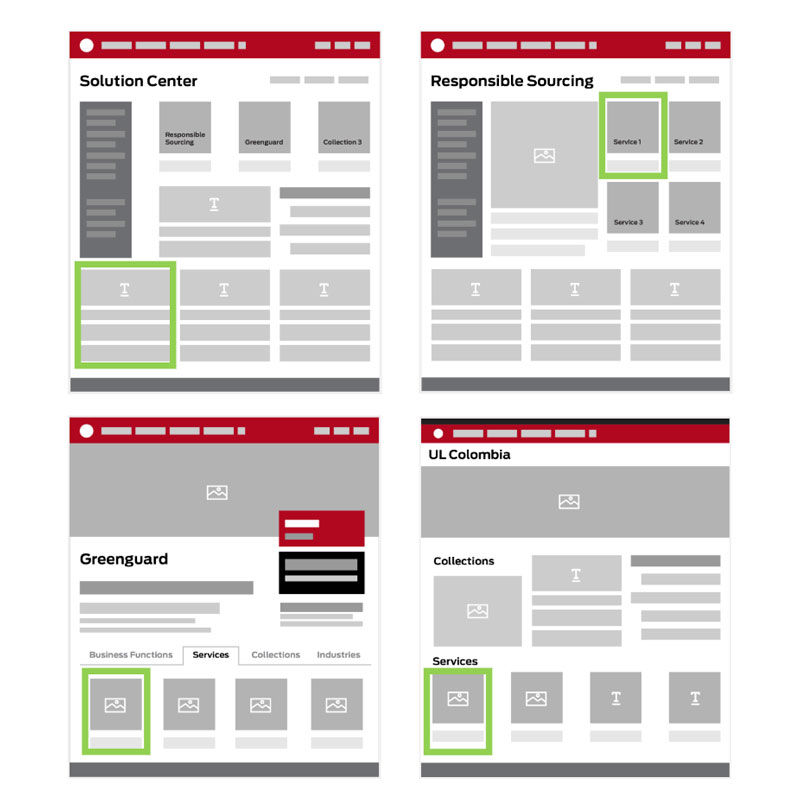 Solution Center
Responsible
Sourcing
Greenguard
Collection 3
T
T
T
T
Responsible Sourcing
Service 1
Service 2
Service 3
Service 4
T
T
T
Greenguard
Business Functions
Services
Collections
Industries
UL Colombia
Collections
T
Services
T
T